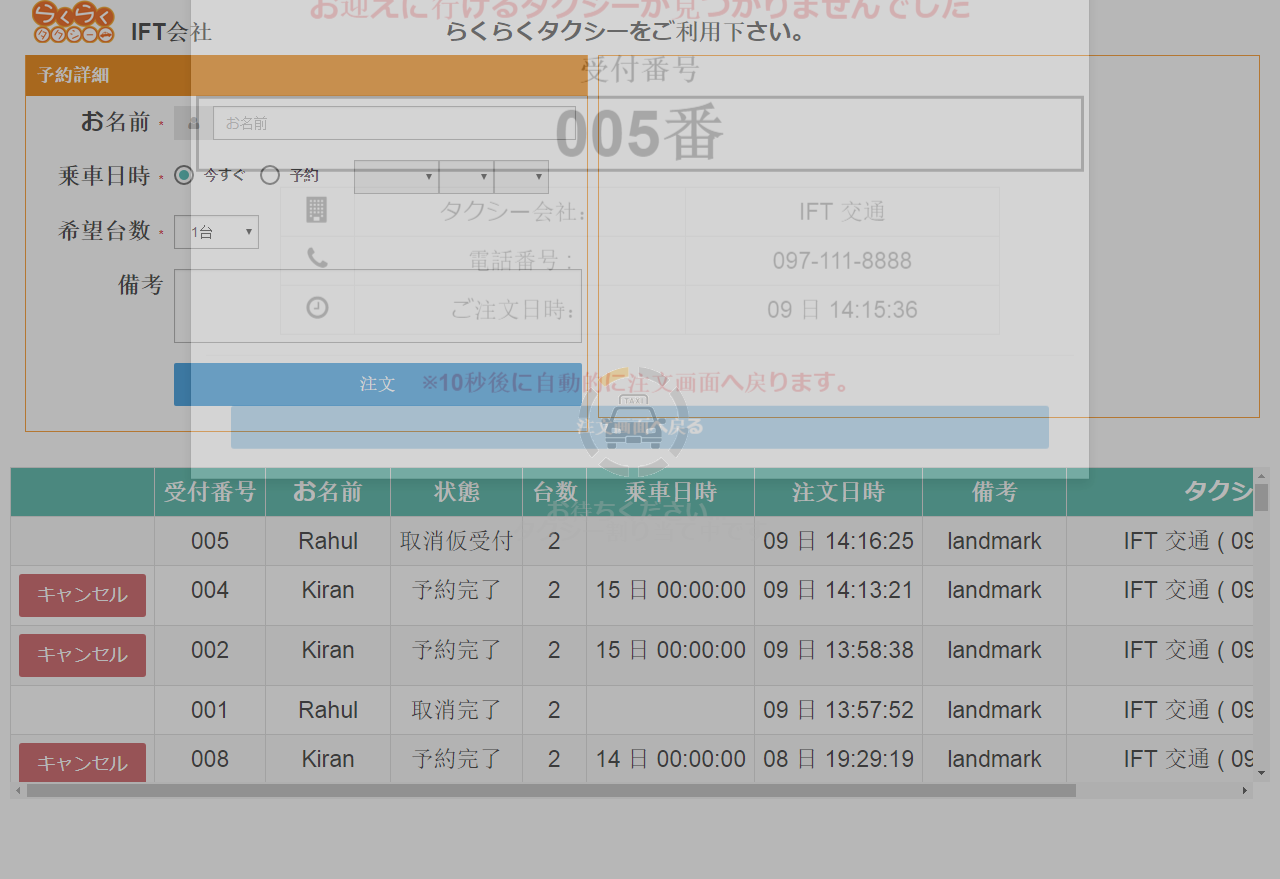 お迎えに行けるタクシーが見つかりませんでした
らくらく
タクシー
IFT会社
らくらくタクシーをご利用下さい。
予約詳細
受付番号
お名前 *
お名前
005番
乗車日時 *
今すぐ
予約
タクシー会社:
IFT 交通
希望台数 *
1台
電話番号 :
097-111-8888
備考
ご注文日時:
09 日 14:15:36
注文
※10秒後に自動的に注文画面へ戻ります。
TAXI
注文画面へ戻る
お待ちください
受付番号 お名前 状態 台数 乗車日時 注文日時 備考 タクシ
005 Rahul 取消仮受付 2 09 日 14:16:25 landmark IFT 交通 ( 09
キャンセル 004 Kiran 予約完了 2 15 日 00:00:00 09 日 14:13:21 landmark IFT 交通 ( 09
キャンセル 002 Kiran 予約完了 2 15 日 00:00:00 09 日 13:58:38 landmark IFT 交通 ( 09
001 Rahul 取消完了 2 09 日 13:57:52 landmark IFT 交通 ( 09
キャンセル 008 Kiran 予約完了 2 14 日 00:00:00 08 日 19:29:19 landmark IFT 交通 ( 09